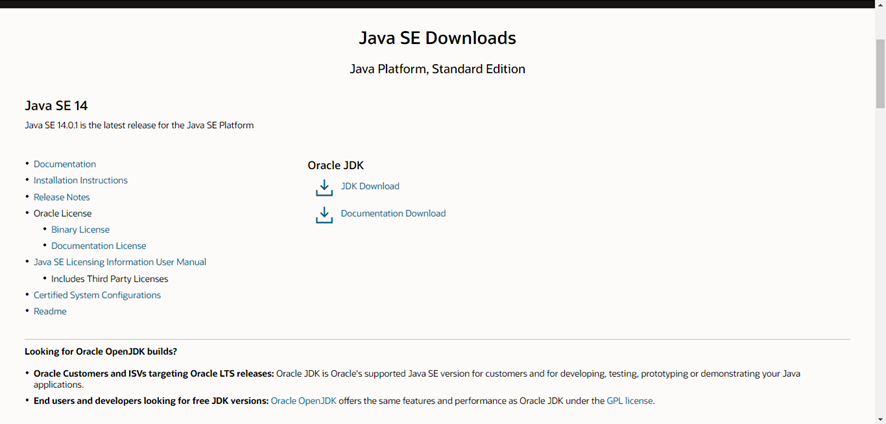 Java SE Downloads
Java Platform, Standard Edition
Java SE 14
Java SE 14.0.1 is the latest release for the Java SE Platform
Documentation
Installation Instructions
Release Notes
Oracle License
Binary License
Documentation License
Java SE Licensing Information User Manual
Includes Third Party Licenses
Certified System Configurations
Readme
Oracle JDK
JDK Download
Documentation Download
Looking for Oracle OpenJDK builds?
Oracle Customers and ISVs targeting Oracle LTS releases: Oracle JDK is Oracle's supported Java SE version for customers and for developing, testing, prototyping or demonstrating your Java
applications.
End users and developers looking for free JDK versions: Oracle OpenJDK offers the same features and performance as Oracle JDK under the GPL license.